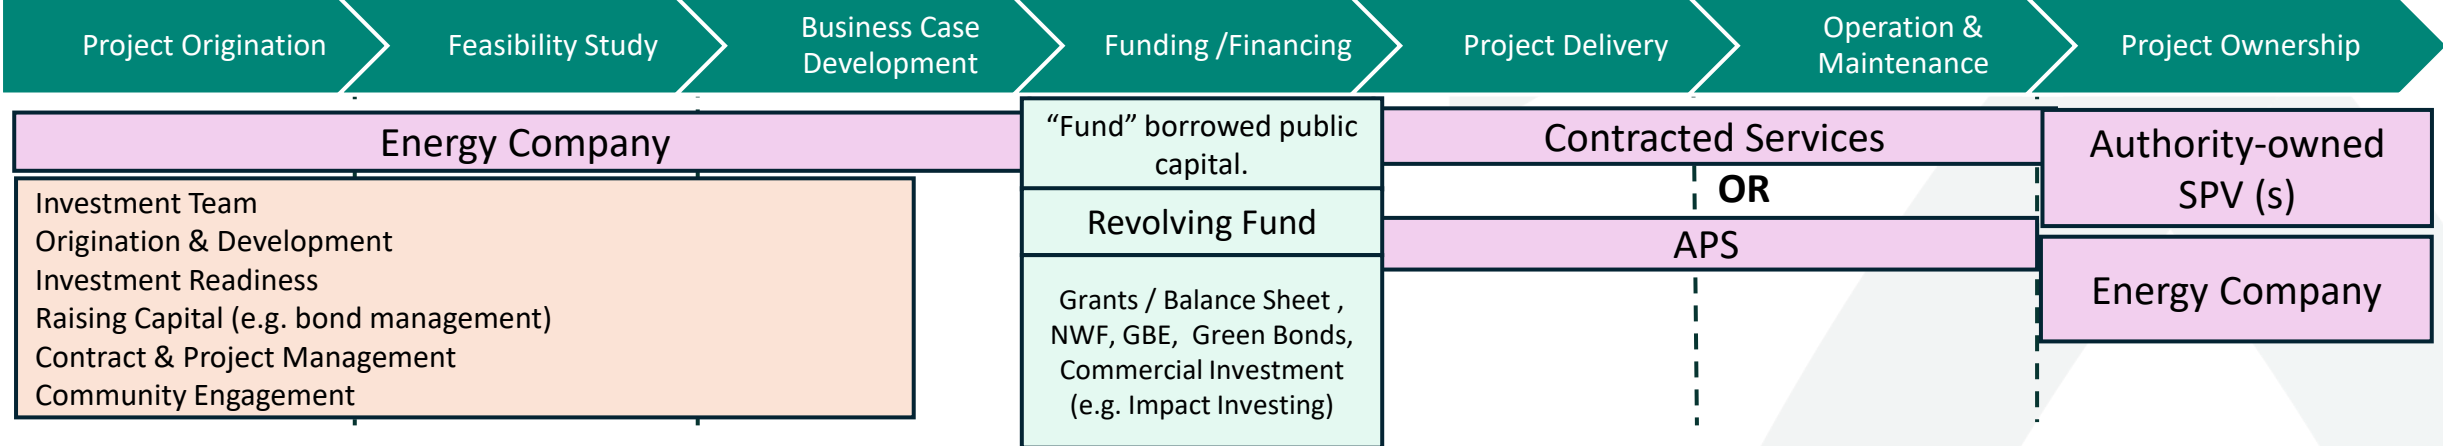 Project Origination
Feasibility Study
Business Case
Development
Funding /Financing
Project Delivery
Operation &
Maintenance
Project Ownership
Energy Company
Investment Team
Origination & Development
Investment Readiness
Raising Capital (e.g. bond management)
Contract & Project Management
Community Engagement
“Fund” borrowed public
capital.
Revolving Fund
Grants / Balance Sheet ,
NWF, GBE, Green Bonds,
Commercial Investment
(e.g. Impact Investing)
Contracted Services
OR
APS
Authority-owned
SPV (s)
Energy Company